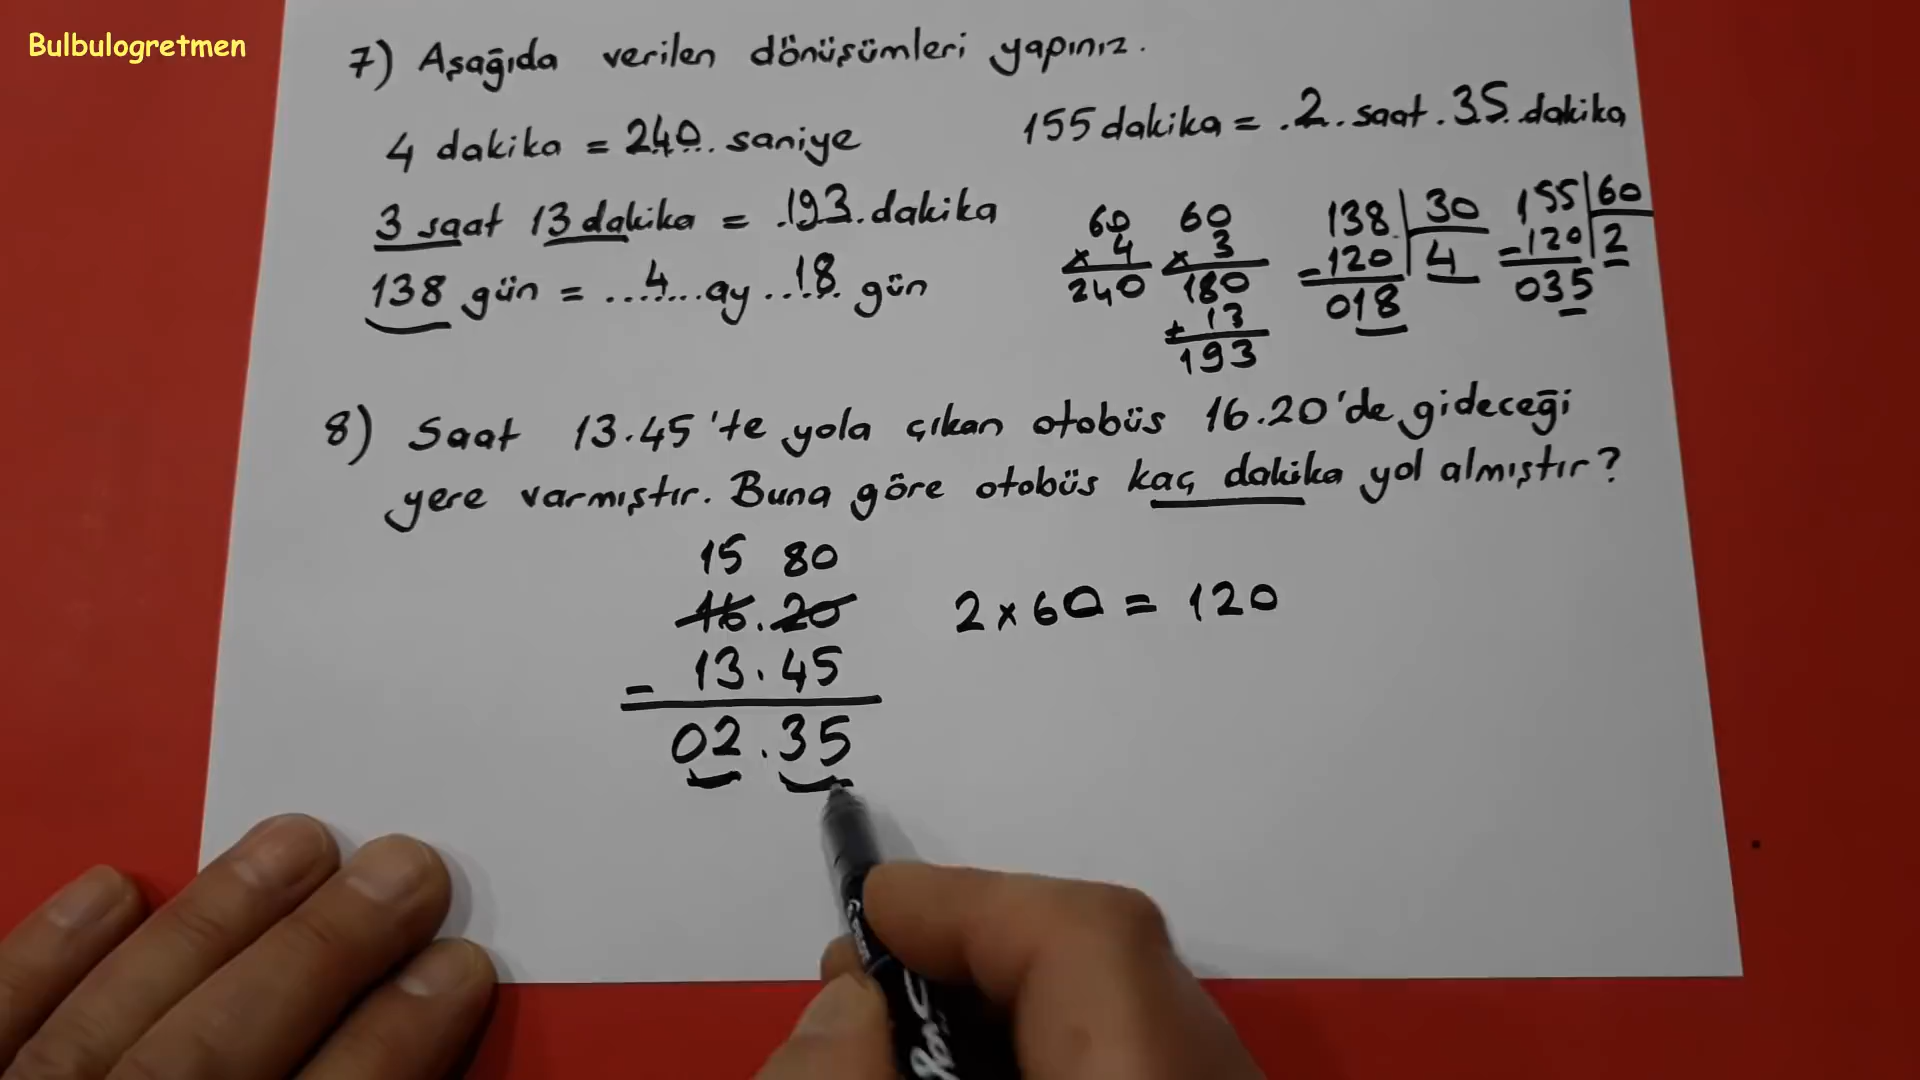 Bulbulogretmen
7) Aşağıda verilen dönüşümleri yapınız.
4 dakika = 240 saniye
155 dakika = .2. saat .35. dakika
3 saat 13 dakika = .193. dakika
138 gün = ...4... ay ..18.. gün
60
x 4
240
60
x 3
180
+ 13
193
138 | 30
- 120 | 4
018
155 | 60
- 120 | 2
035
8) Saat 13.45'te yola çıkan otobüs 16.20'de gideceği
yere varmıştır. Buna göre otobüs kaç dakika yol almıştır?
15 80
16.20
- 13.45
02.35
2 x 60 = 120